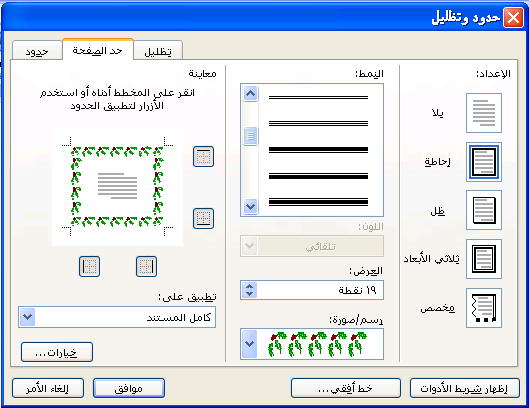 حدود وتظليل
حدود
حد الصفحة
تظليل
الإعداد:
بلا
إحاطة
ظل
ثلاثي الأبعاد
مخصص
النمط:
اللون:
تلقائي
العرض:
١٩ نقطة
رسم/صورة:
معاينة
انقر على المخطط أدناه أو استخدم
الأزرار لتطبيق الحدود
تطبيق على:
كامل المستند
خيارات...
إظهار شريط الأدوات
خط أفقي...
موافق
إلغاء الأمر